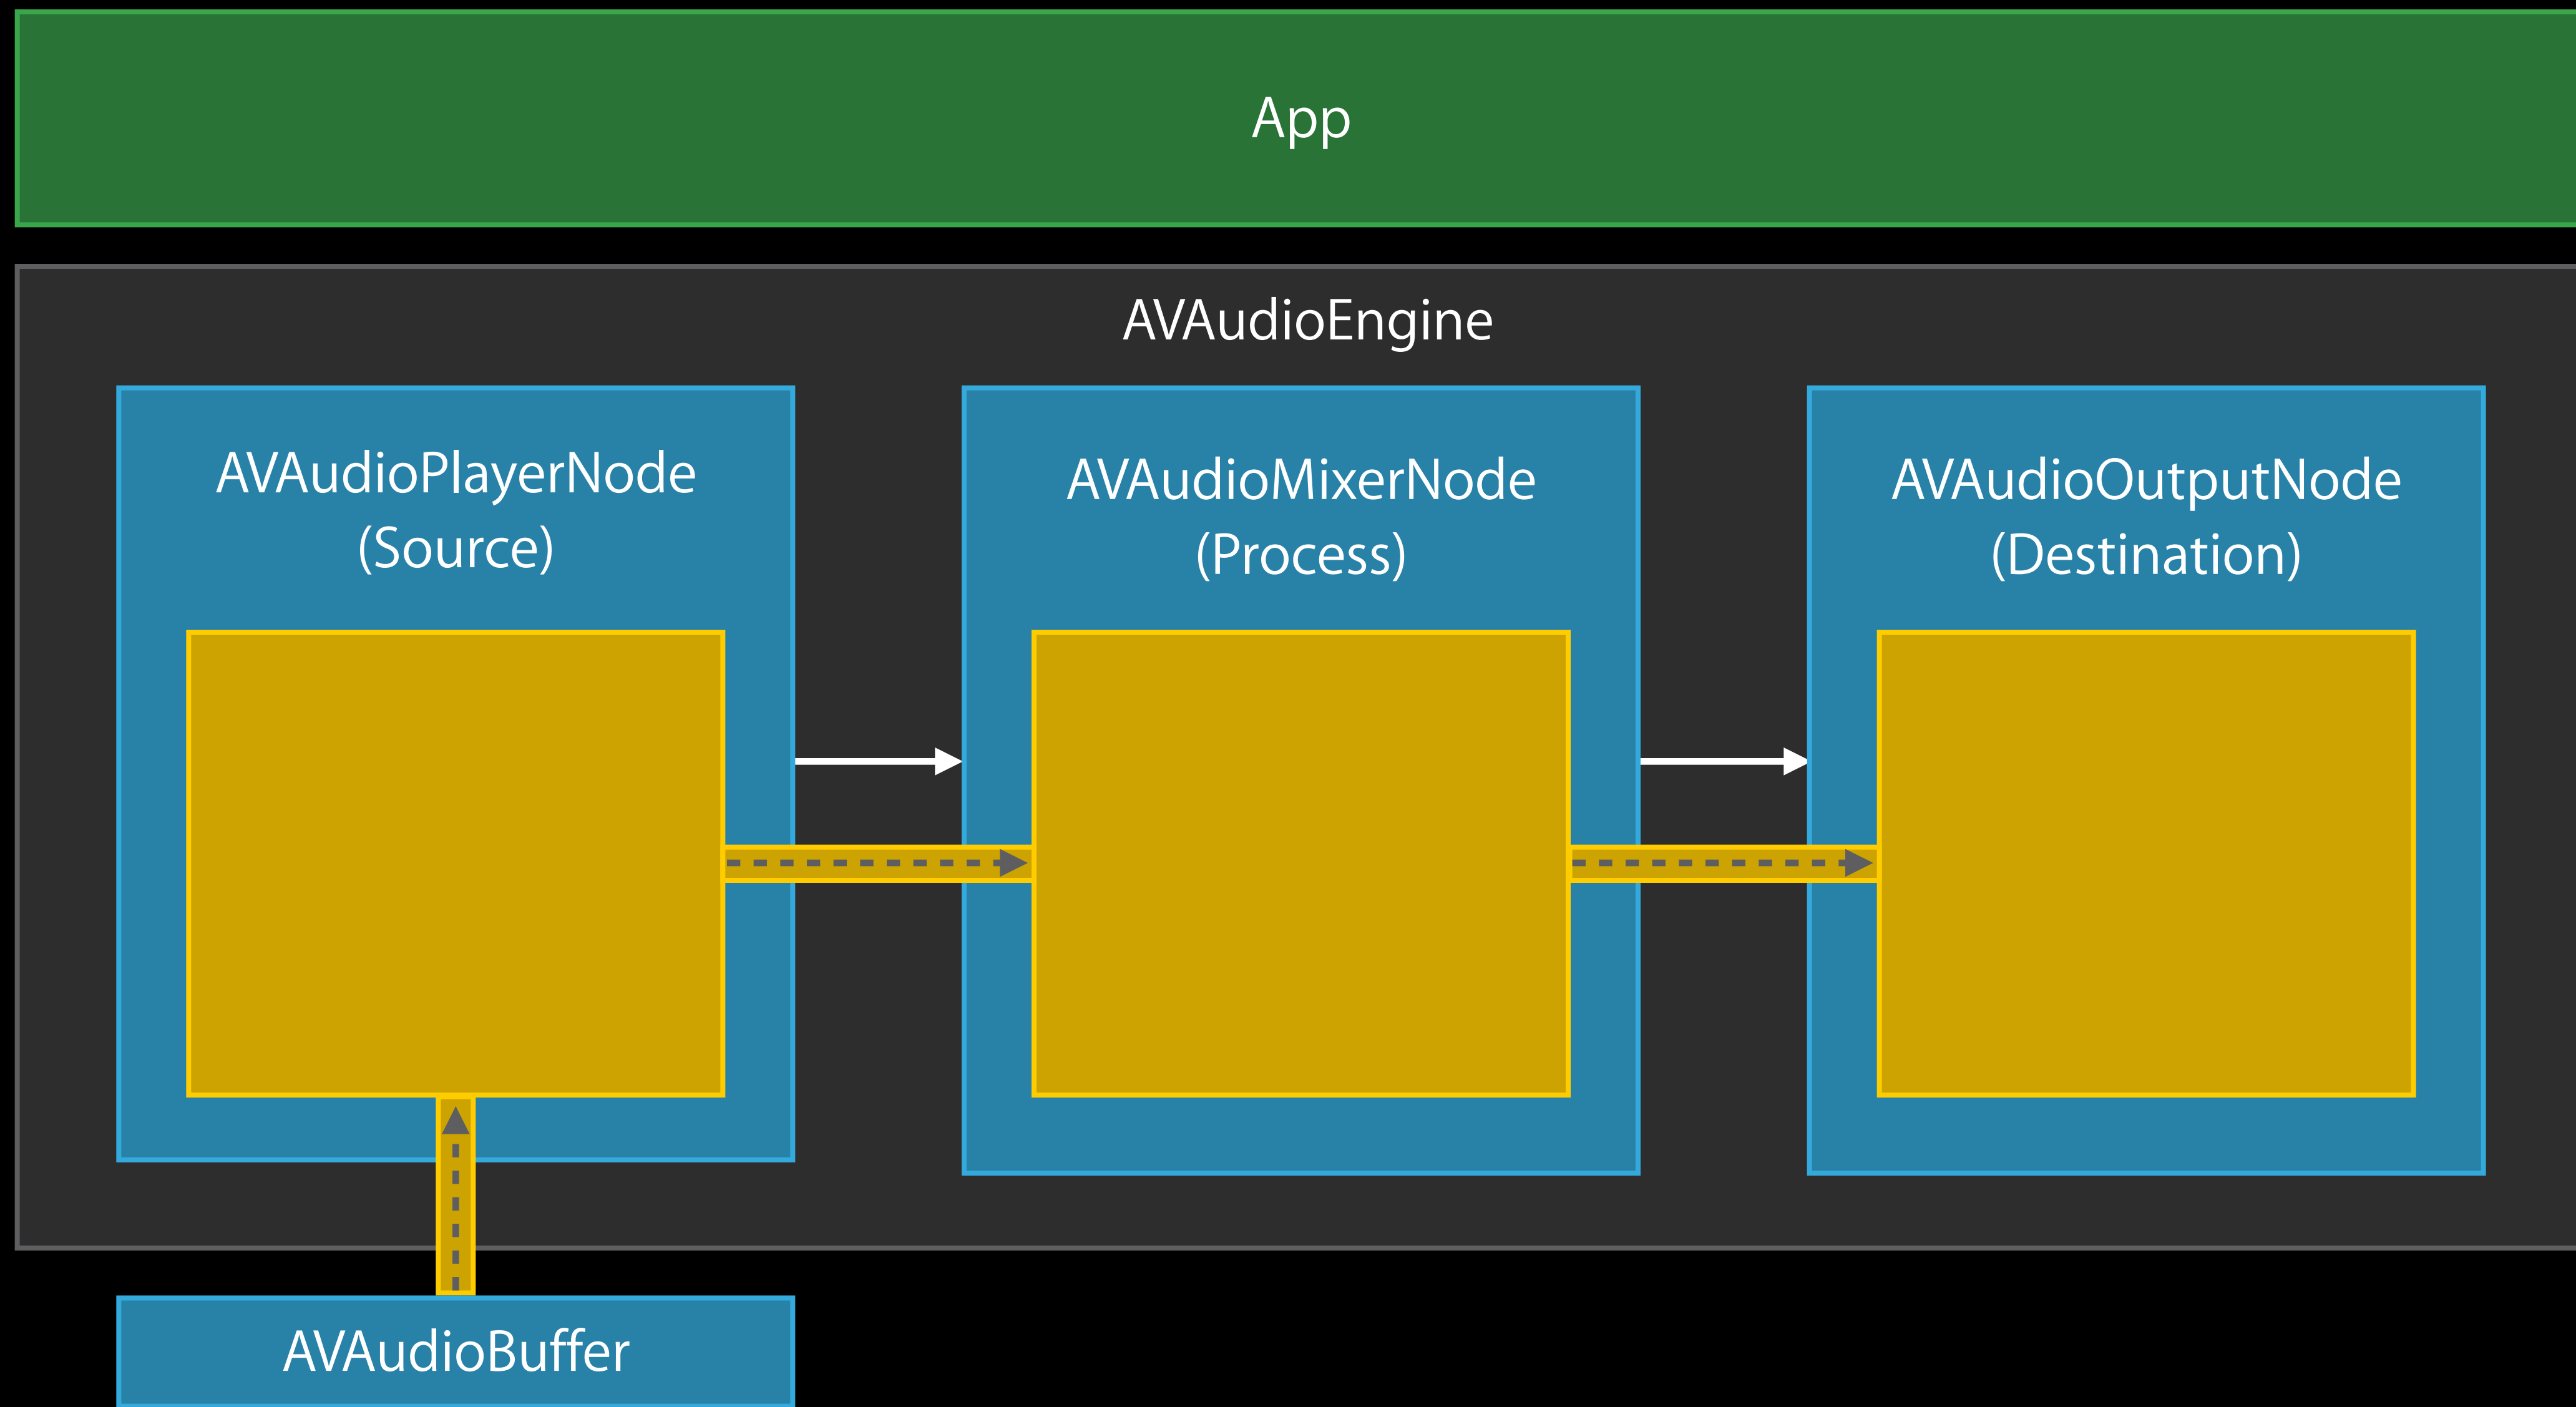 App
AVAudioEngine
AVAudioPlayerNode
(Source)
AVAudioMixerNode
(Process)
AVAudioOutputNode
(Destination)
AVAudioBuffer